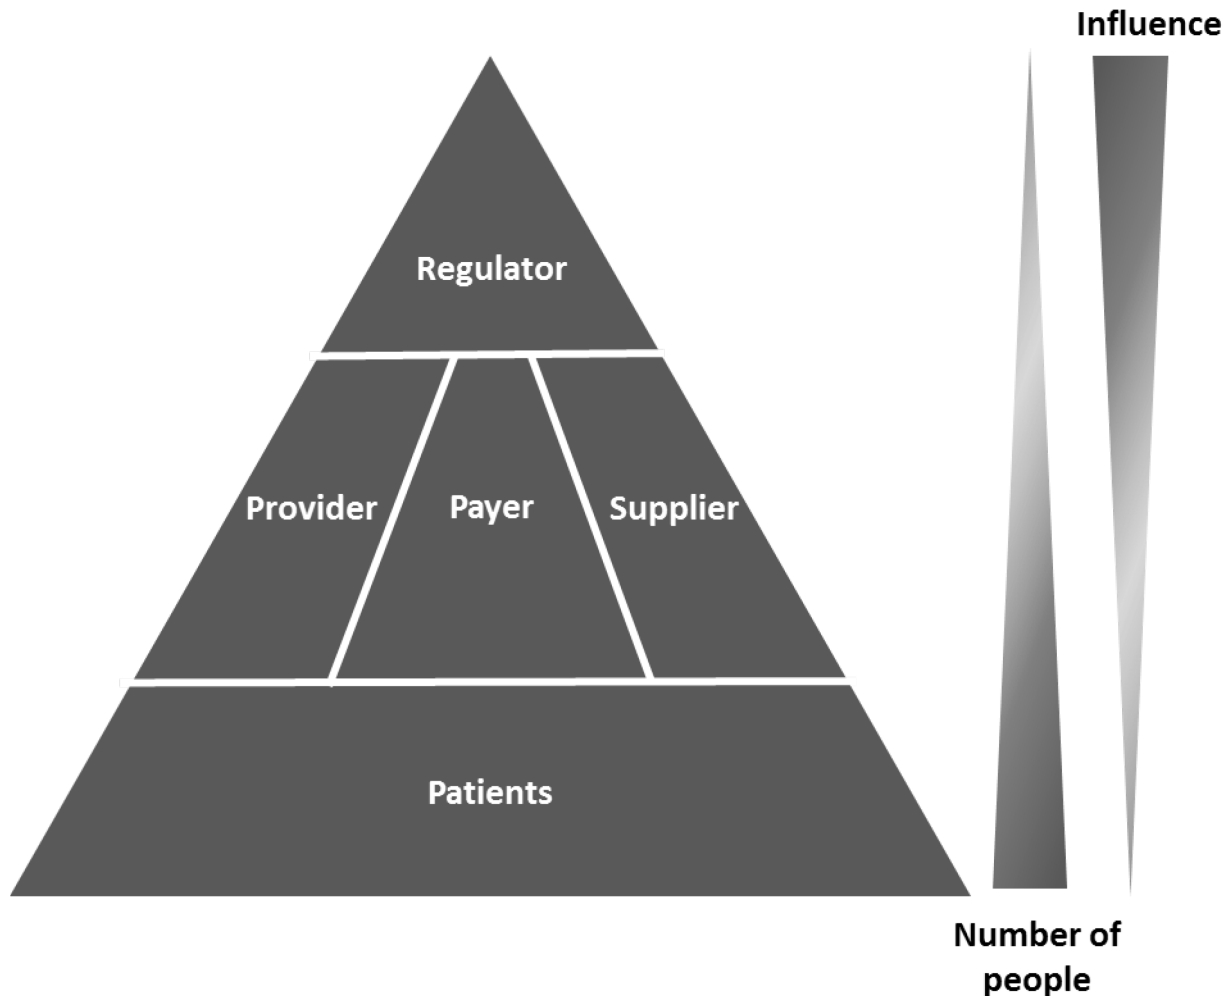 Influence
Regulator
Provider
Payer
Supplier
Patients
Number of
people